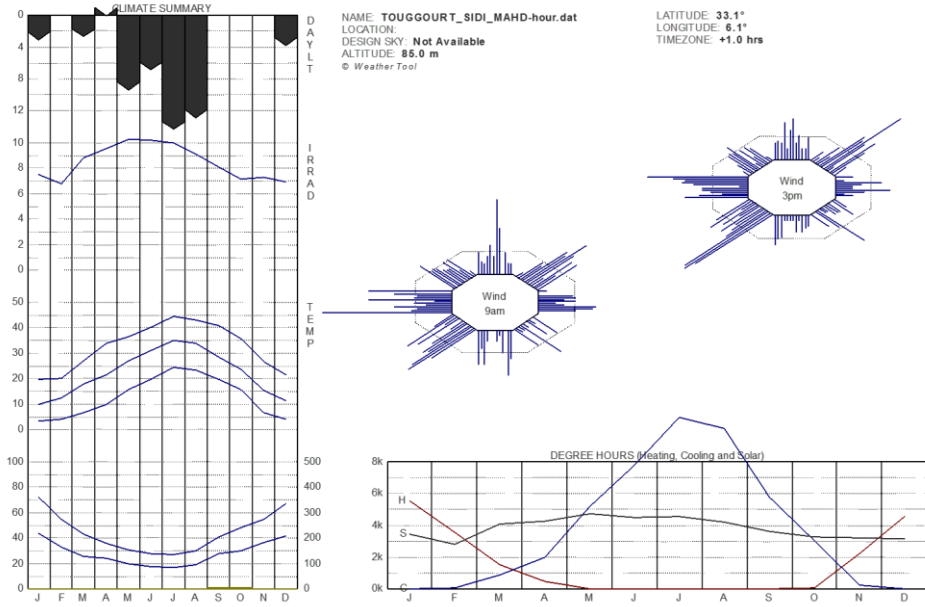 CLIMATE SUMMARY
NAME: TOUGGOURT_SIDI_MAHD-hour.dat
LOCATION:
DESIGN SKY: Not Available
ALTITUDE: 85.0 m
© Weather Tool
LATITUDE: 33.1°
LONGITUDE: 6.1°
TIMEZONE: +1.0 hrs
0
4
8
12
DAYLT
10
8
6
4
2
0
IRRAD
50
40
30
20
10
0
TEMP
100
80
60
40
20
0
500
400
300
200
100
0
J F M A M J J A S O N D
Wind
9am
Wind
3pm
DEGREE HOURS (Heating, Cooling and Solar)
8k
6k
4k
2k
0k
H
S
C
J F M A M J J A S O N D